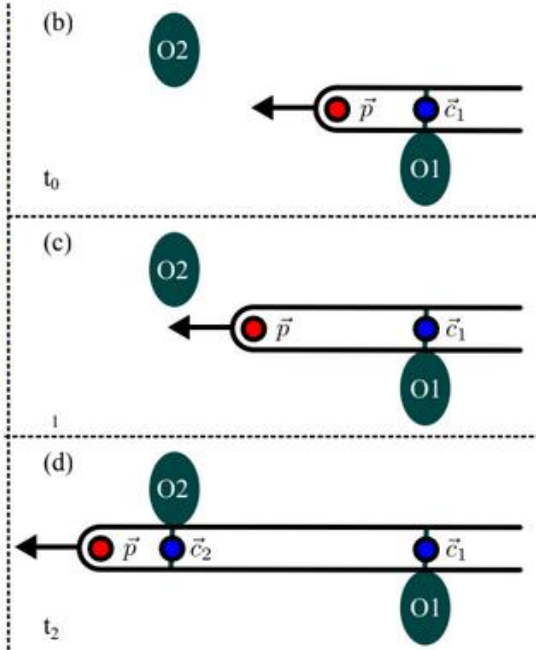 (b)
O2
p⃗ c⃗₁
O1
t₀
(c)
O2
p⃗ c⃗₁
O1
1
(d)
O2
p⃗ c⃗₂ c⃗₁
O1
t₂